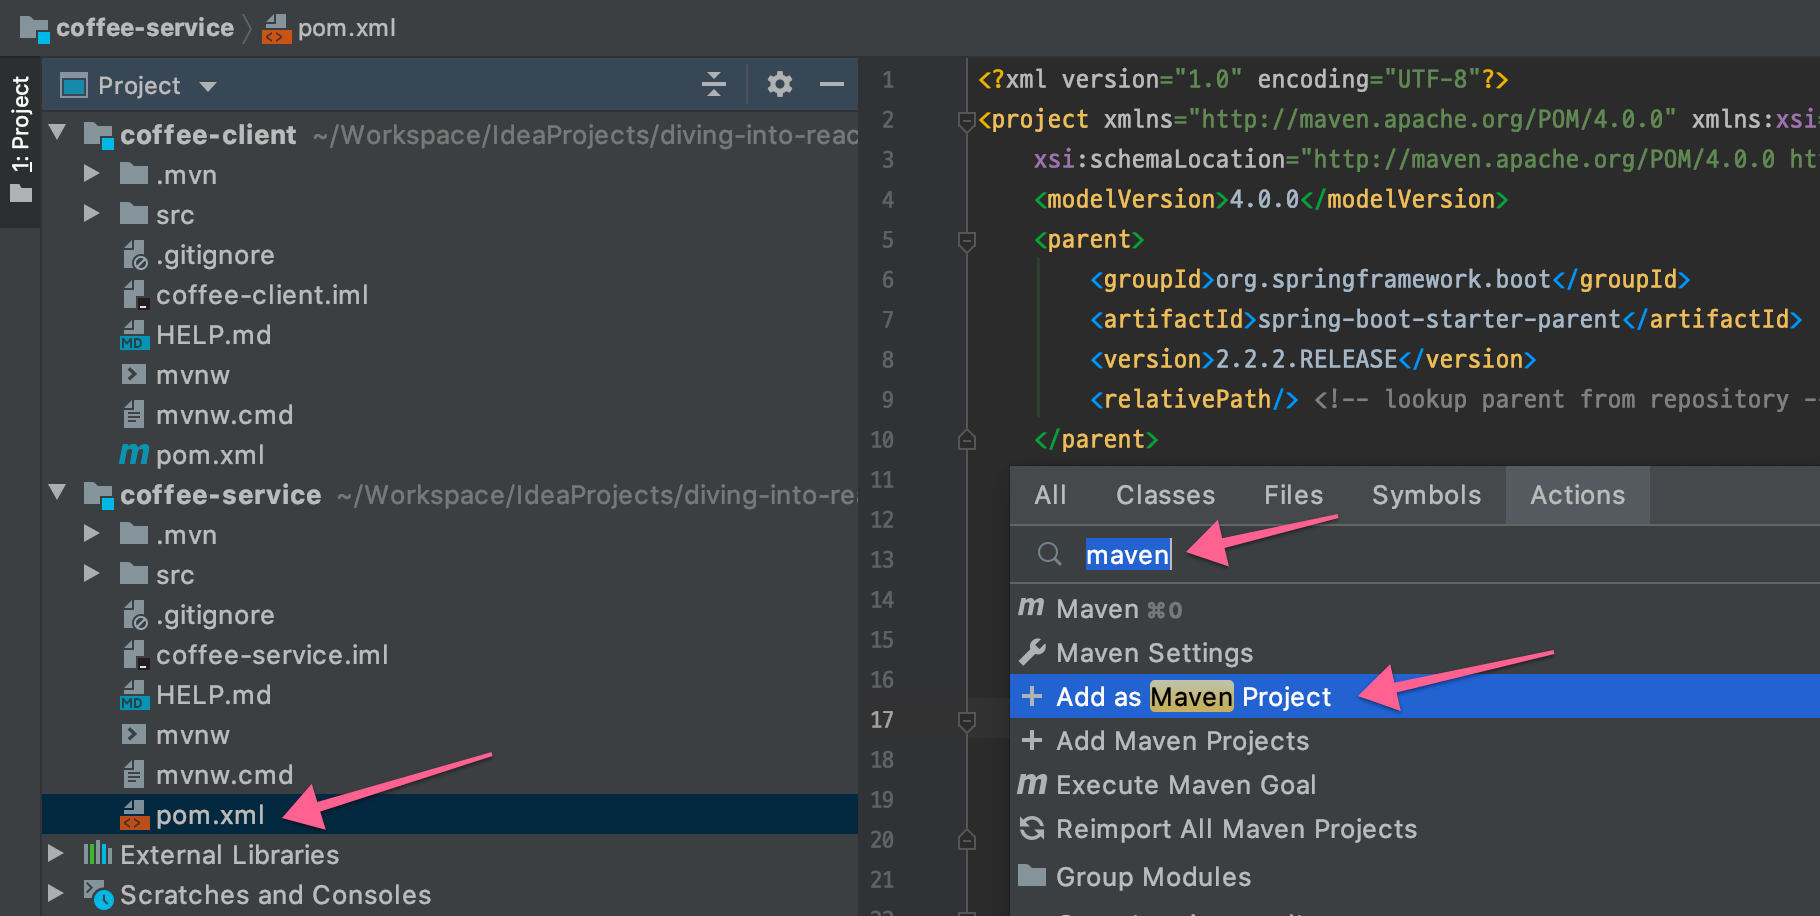 coffee-service pom.xml
1: Project
Project
coffee-client ~/Workspace/IdeaProjects/diving-into-reac
.mvn
src
.gitignore
coffee-client.iml
HELP.md
mvnw
mvnw.cmd
pom.xml
coffee-service ~/Workspace/IdeaProjects/diving-into-rea
.mvn
src
.gitignore
coffee-service.iml
HELP.md
mvnw
mvnw.cmd
pom.xml
External Libraries
Scratches and Consoles
1 <?xml version="1.0" encoding="UTF-8"?>
2 <project xmlns="http://maven.apache.org/POM/4.0.0" xmlns:xsi=
3 xsi:schemaLocation="http://maven.apache.org/POM/4.0.0 ht
4 <modelVersion>4.0.0</modelVersion>
5 <parent>
6 <groupId>org.springframework.boot</groupId>
7 <artifactId>spring-boot-starter-parent</artifactId>
8 <version>2.2.2.RELEASE</version>
9 <relativePath/> <!-- lookup parent from repository -
10 </parent>
11
12
13
14
15
16
17
18
19
20
21
All Classes Files Symbols Actions
maven
Maven ⌘0
Maven Settings
Add as Maven Project
Add Maven Projects
Execute Maven Goal
Reimport All Maven Projects
Group Modules